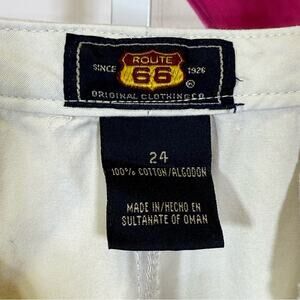 ROUTE
SINCE 66 1926
®
ORIGINAL CLOTHING CO.
24
100% COTTON/ALGODON
MADE IN/HECHO EN
SULTANATE OF OMAN